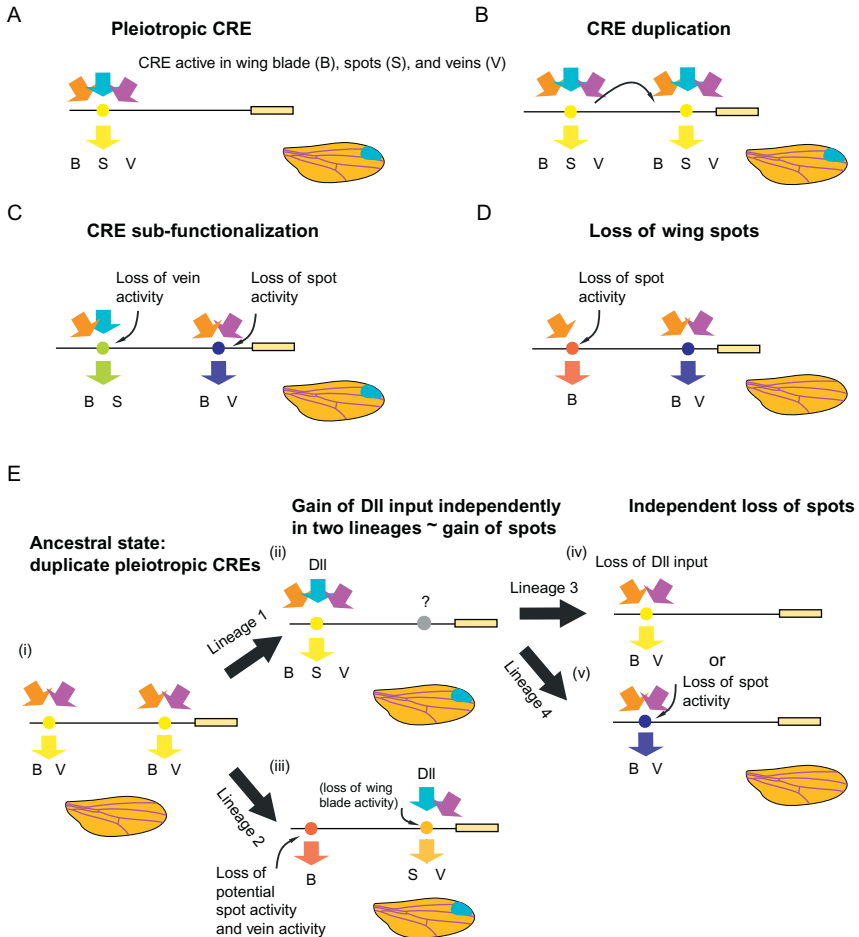 A
Pleiotropic CRE
CRE active in wing blade (B), spots (S), and veins (V)
B S V
B
CRE duplication
B S V
B S V
C
CRE sub-functionalization
Loss of vein
activity
Loss of spot
activity
B S
B V
D
Loss of wing spots
Loss of spot
activity
B
B V
E
Ancestral state:
duplicate pleiotropic CREs
(i)
B V
B V
Lineage 1
Lineage 2
Gain of Dll input independently
in two lineages ~ gain of spots
(ii)
Dll
?
B S V
(iii)
(loss of wing
blade activity)
Dll
B
S V
Loss of
potential
spot activity
and vein activity
Lineage 3
Lineage 4
Independent loss of spots
(iv)
Loss of Dll input
B V
or
(v)
Loss of spot
activity
B V